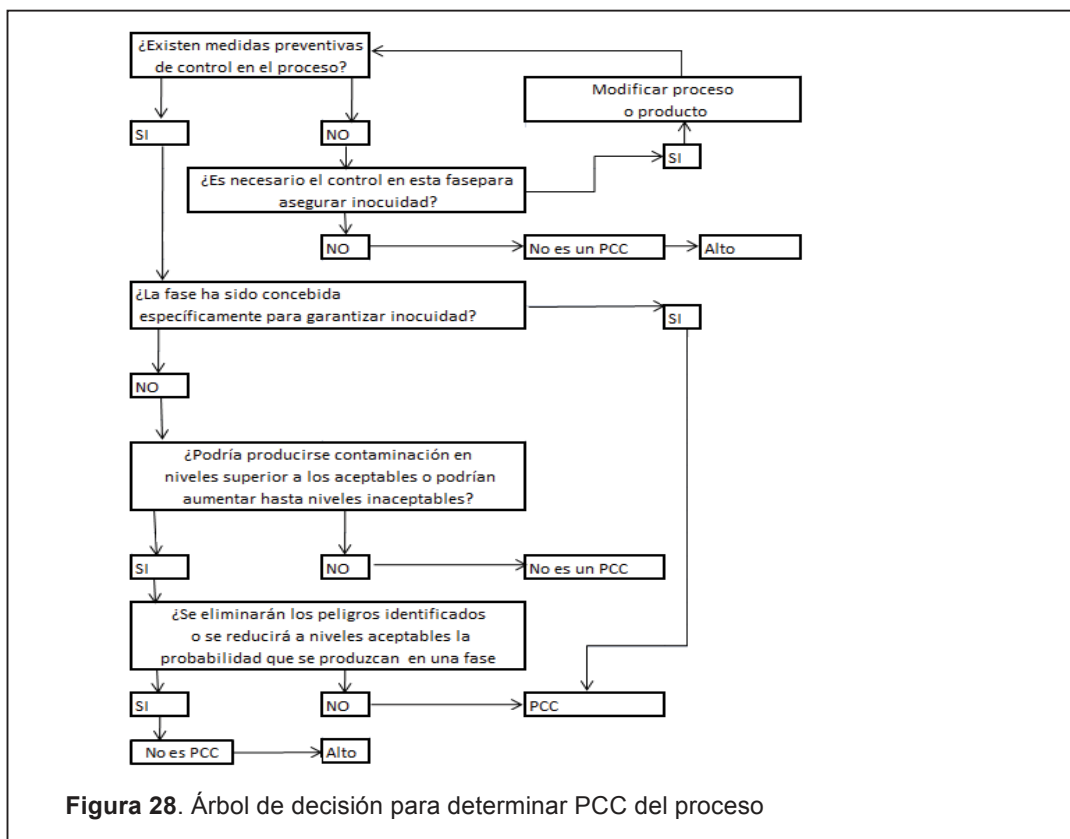 ¿Existen medidas preventivas
de control en el proceso?
Modificar proceso
o producto
SI
NO
SI
¿Es necesario el control en esta fasepara
asegurar inocuidad?
NO
No es un PCC
Alto
¿La fase ha sido concebida
específicamente para garantizar inocuidad?
SI
NO
¿Podría producirse contaminación en
niveles superior a los aceptables o podrían
aumentar hasta niveles inaceptables?
SI
NO
No es un PCC
¿Se eliminarán los peligros identificados
o se reducirá a niveles aceptables la
probabilidad que se produzcan en una fase
SI
NO
PCC
No es PCC
Alto
Figura 28. Árbol de decisión para determinar PCC del proceso